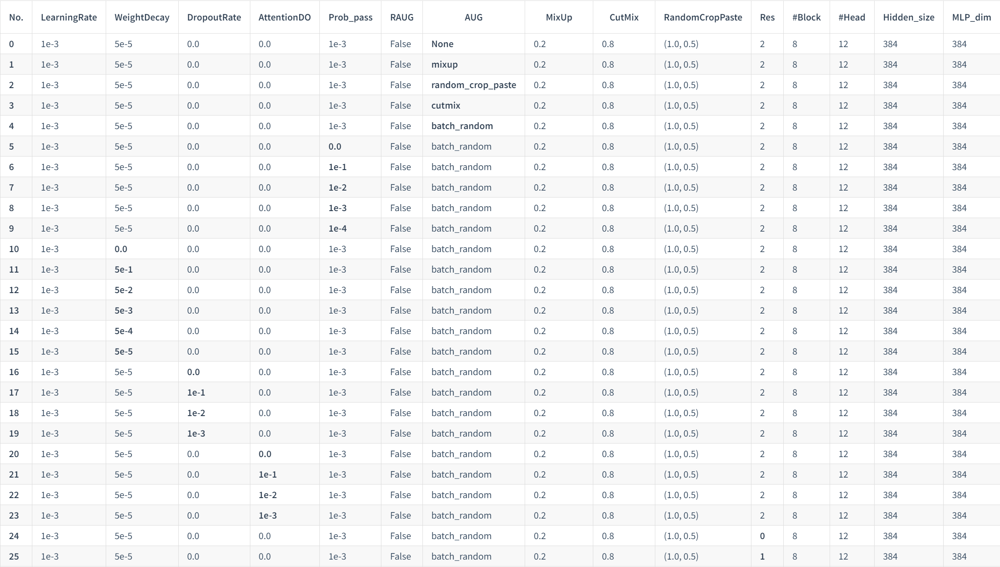 No. LearningRate WeightDecay DropoutRate AttentionDO Prob_pass RAUG AUG MixUp CutMix RandomCropPaste Res #Block #Head Hidden_size MLP_dim
0 1e-3 5e-5 0.0 0.0 1e-3 False None 0.2 0.8 (1.0, 0.5) 2 8 12 384 384
1 1e-3 5e-5 0.0 0.0 1e-3 False mixup 0.2 0.8 (1.0, 0.5) 2 8 12 384 384
2 1e-3 5e-5 0.0 0.0 1e-3 False random_crop_paste 0.2 0.8 (1.0, 0.5) 2 8 12 384 384
3 1e-3 5e-5 0.0 0.0 1e-3 False cutmix 0.2 0.8 (1.0, 0.5) 2 8 12 384 384
4 1e-3 5e-5 0.0 0.0 1e-3 False batch_random 0.2 0.8 (1.0, 0.5) 2 8 12 384 384
5 1e-3 5e-5 0.0 0.0 0.0 False batch_random 0.2 0.8 (1.0, 0.5) 2 8 12 384 384
6 1e-3 5e-5 0.0 0.0 1e-1 False batch_random 0.2 0.8 (1.0, 0.5) 2 8 12 384 384
7 1e-3 5e-5 0.0 0.0 1e-2 False batch_random 0.2 0.8 (1.0, 0.5) 2 8 12 384 384
8 1e-3 5e-5 0.0 0.0 1e-3 False batch_random 0.2 0.8 (1.0, 0.5) 2 8 12 384 384
9 1e-3 5e-5 0.0 0.0 1e-4 False batch_random 0.2 0.8 (1.0, 0.5) 2 8 12 384 384
10 1e-3 0.0 0.0 0.0 1e-3 False batch_random 0.2 0.8 (1.0, 0.5) 2 8 12 384 384
11 1e-3 5e-1 0.0 0.0 1e-3 False batch_random 0.2 0.8 (1.0, 0.5) 2 8 12 384 384
12 1e-3 5e-2 0.0 0.0 1e-3 False batch_random 0.2 0.8 (1.0, 0.5) 2 8 12 384 384
13 1e-3 5e-3 0.0 0.0 1e-3 False batch_random 0.2 0.8 (1.0, 0.5) 2 8 12 384 384
14 1e-3 5e-4 0.0 0.0 1e-3 False batch_random 0.2 0.8 (1.0, 0.5) 2 8 12 384 384
15 1e-3 5e-5 0.0 0.0 1e-3 False batch_random 0.2 0.8 (1.0, 0.5) 2 8 12 384 384
16 1e-3 5e-5 0.0 0.0 1e-3 False batch_random 0.2 0.8 (1.0, 0.5) 2 8 12 384 384
17 1e-3 5e-5 1e-1 0.0 1e-3 False batch_random 0.2 0.8 (1.0, 0.5) 2 8 12 384 384
18 1e-3 5e-5 1e-2 0.0 1e-3 False batch_random 0.2 0.8 (1.0, 0.5) 2 8 12 384 384
19 1e-3 5e-5 1e-3 0.0 1e-3 False batch_random 0.2 0.8 (1.0, 0.5) 2 8 12 384 384
20 1e-3 5e-5 0.0 0.0 1e-3 False batch_random 0.2 0.8 (1.0, 0.5) 2 8 12 384 384
21 1e-3 5e-5 0.0 1e-1 1e-3 False batch_random 0.2 0.8 (1.0, 0.5) 2 8 12 384 384
22 1e-3 5e-5 0.0 1e-2 1e-3 False batch_random 0.2 0.8 (1.0, 0.5) 2 8 12 384 384
23 1e-3 5e-5 0.0 1e-3 1e-3 False batch_random 0.2 0.8 (1.0, 0.5) 2 8 12 384 384
24 1e-3 5e-5 0.0 0.0 1e-3 False batch_random 0.2 0.8 (1.0, 0.5) 0 8 12 384 384
25 1e-3 5e-5 0.0 0.0 1e-3 False batch_random 0.2 0.8 (1.0, 0.5) 1 8 12 384 384